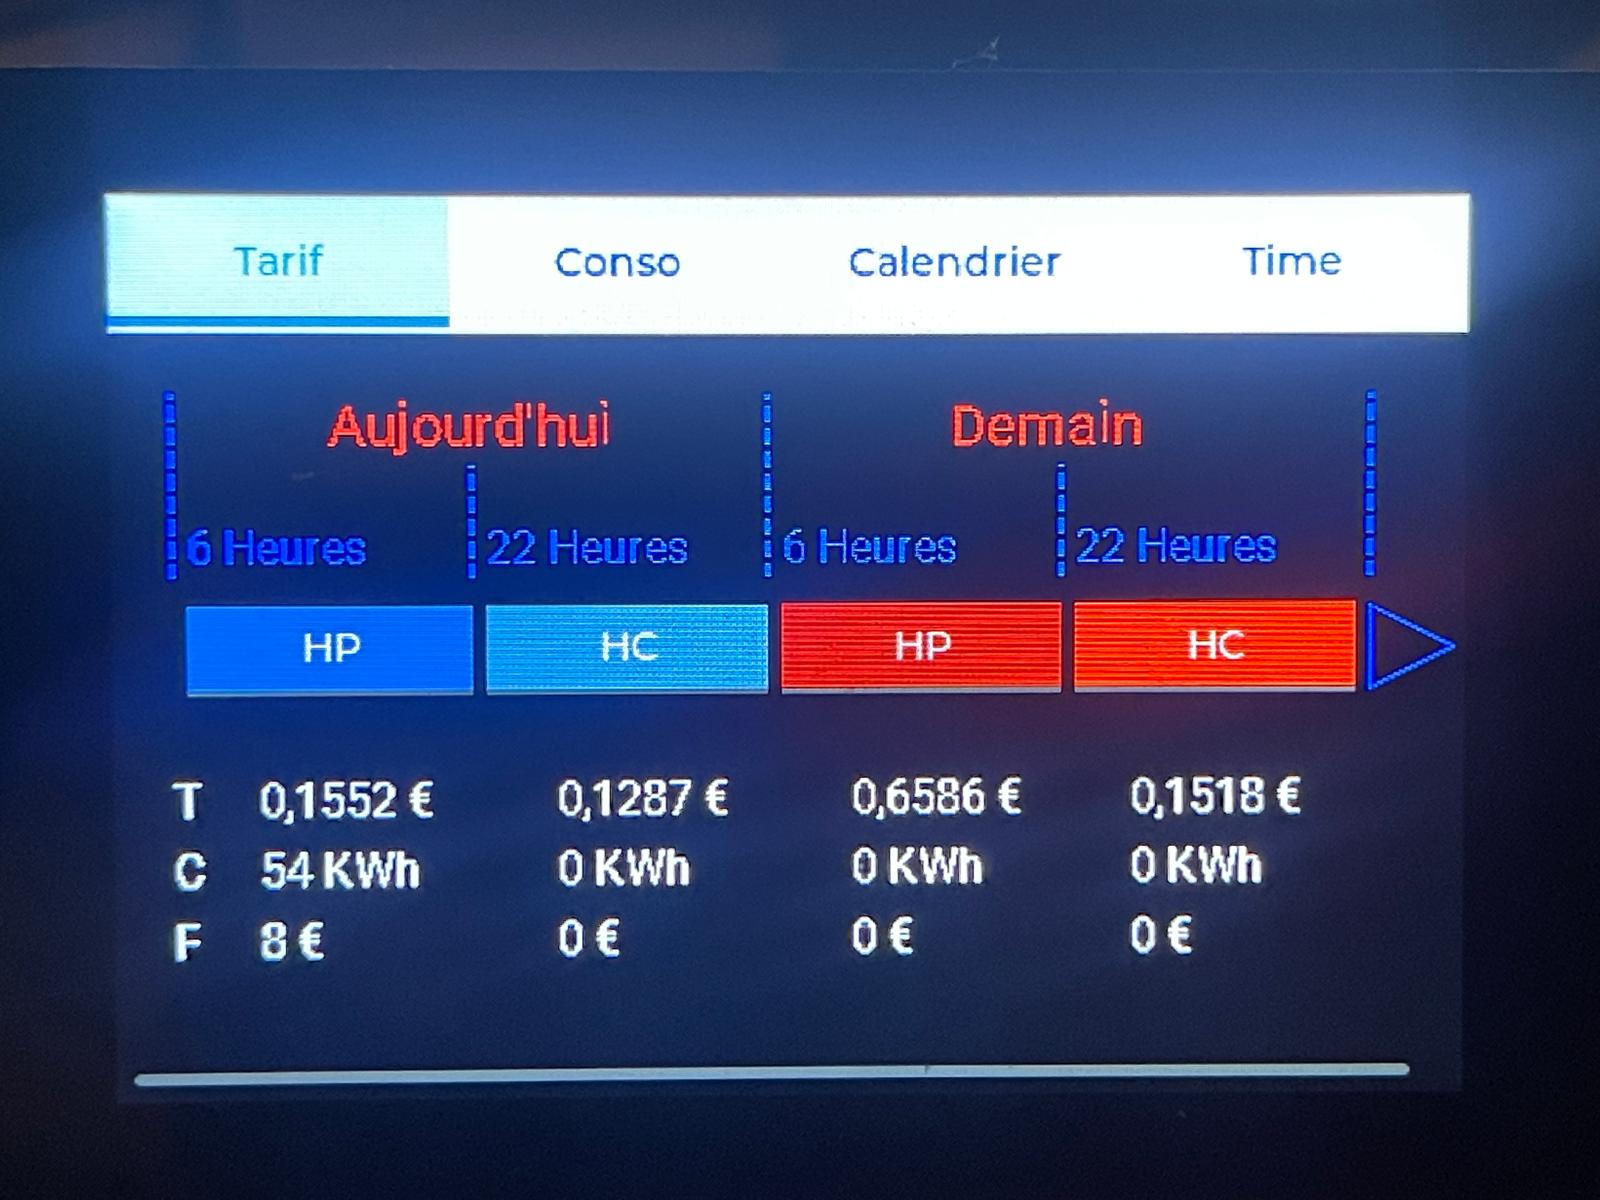 Tarif Conso Calendrier Time
Aujourd'hui Demain
6 Heures 22 Heures 6 Heures 22 Heures
HP HC HP HC
T 0,1552 € 0,1287 € 0,6586 € 0,1518 €
C 54 KWh 0 KWh 0 KWh 0 KWh
F 8 € 0 € 0 € 0 €